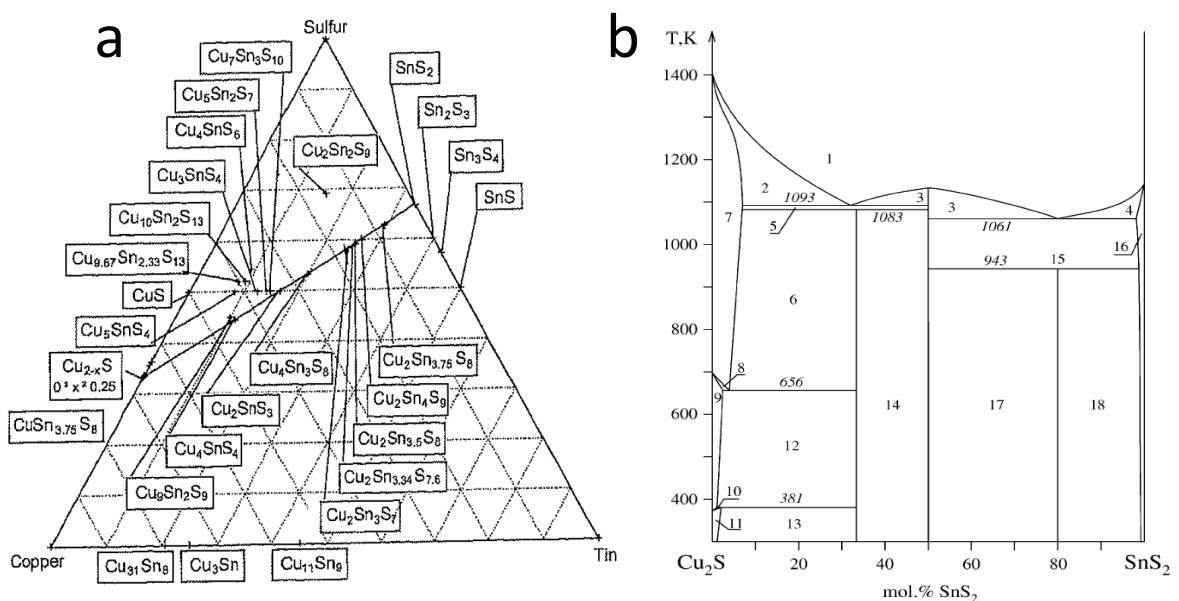 a
Sulfur
Cu7Sn3S10
Cu5Sn2S7
Cu4SnS6
Cu3SnS4
Cu10Sn2S13
Cu9.67Sn2.33S13
CuS
Cu5SnS4
Cu2-xS
0 ² x ² 0,25
CuSn3.75S8
Cu2Sn2S9
SnS2
Sn2S3
Sn3S4
SnS
Cu4Sn3S8
Cu2SnS3
Cu4SnS4
Cu9Sn2S9
Cu2Sn3.75S8
Cu2Sn4S9
Cu2Sn3.5S8
Cu2Sn3.34S7.6
Cu2Sn3S7
Copper
Tin
Cu31Sn8
Cu3Sn
Cu11Sn9
b
T,K
1400
1200
1000
800
600
400
1
2
1093
3
3
4
7
5
1083
1061
16
943
15
6
8
656
9
14
17
18
12
10
381
11
13
Cu2S
20
40
60
80
SnS2
mol.% SnS2